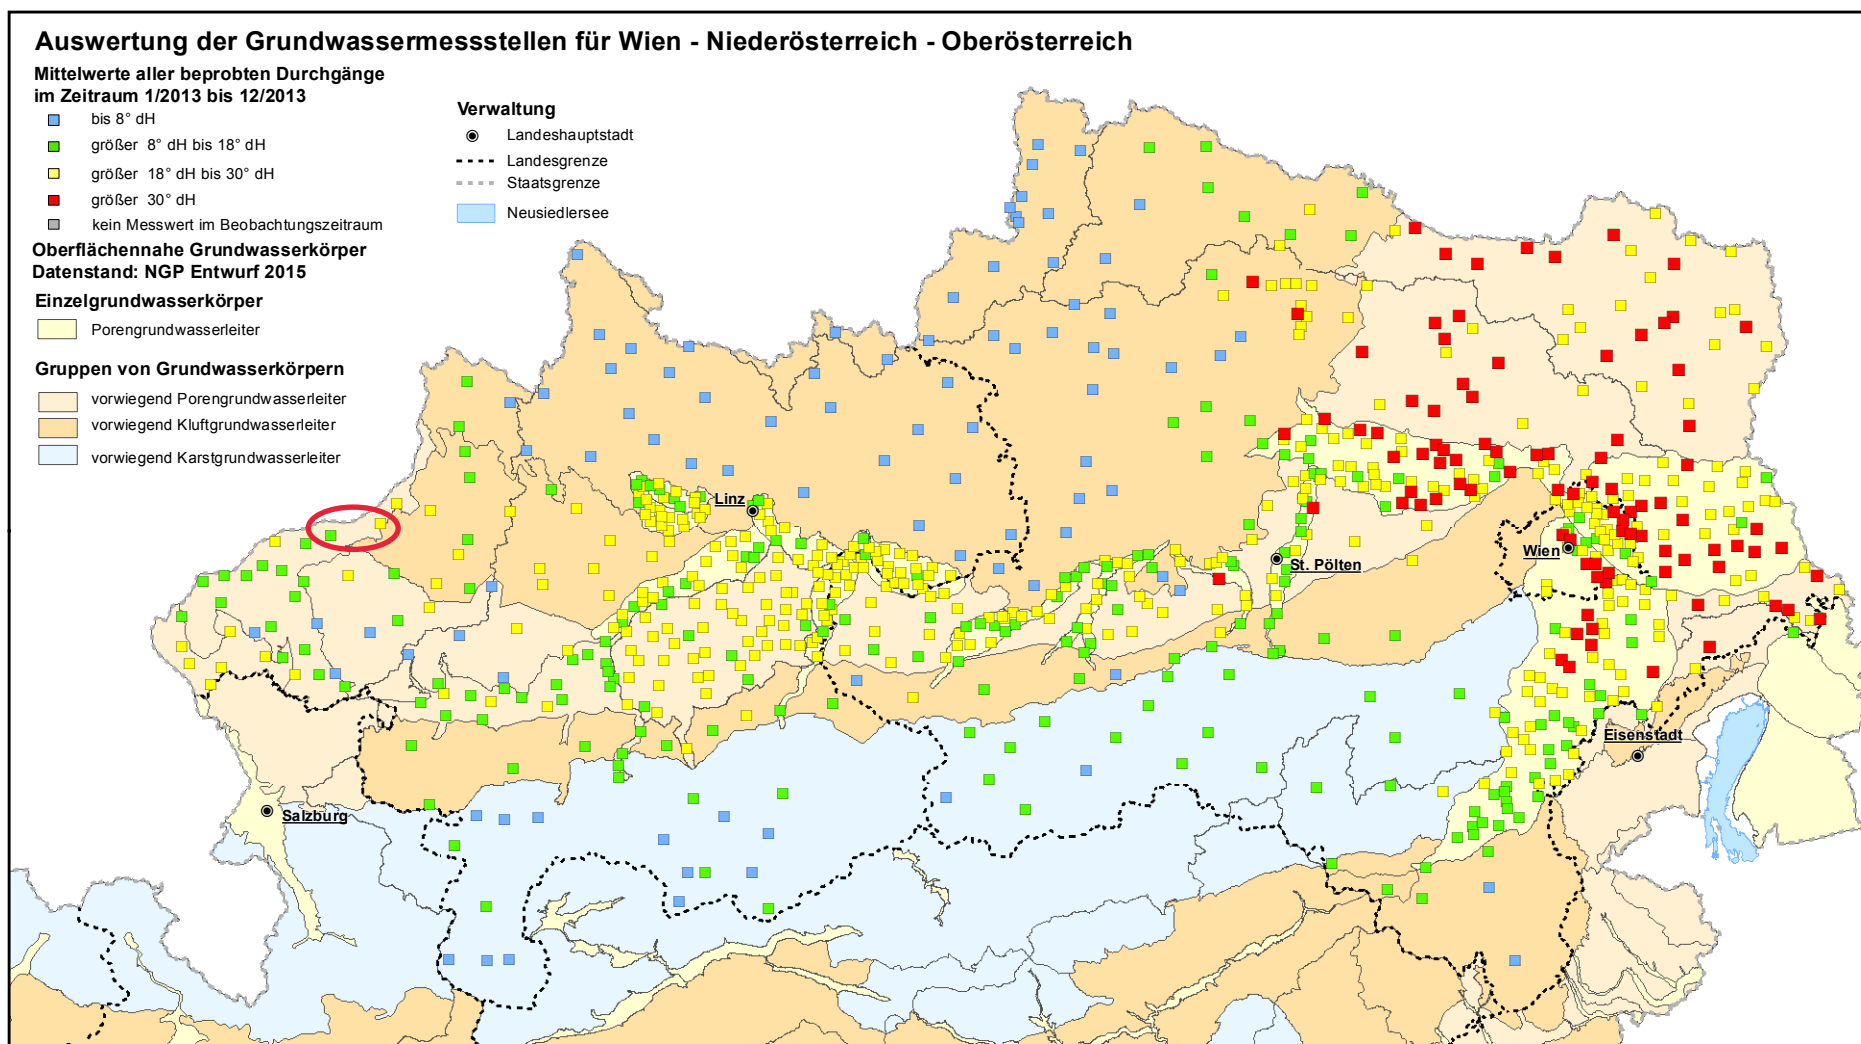 Auswertung der Grundwassermessstellen für Wien - Niederösterreich - Oberösterreich
Mittelwerte aller beprobten Durchgänge
im Zeitraum 1/2013 bis 12/2013
bis 8° dH
größer 8° dH bis 18° dH
größer 18° dH bis 30° dH
größer 30° dH
kein Messwert im Beobachtungszeitraum
Oberflächennahe Grundwasserkörper
Datenstand: NGP Entwurf 2015
Einzelgrundwasserkörper
Porengrundwasserleiter
Gruppen von Grundwasserkörpern
vorwiegend Porengrundwasserleiter
vorwiegend Kluftgrundwasserleiter
vorwiegend Karstgrundwasserleiter
Verwaltung
Landeshauptstadt
Landesgrenze
Staatsgrenze
Neusiedlersee
Linz
Wien
St. Pölten
Eisenstadt
Salzburg